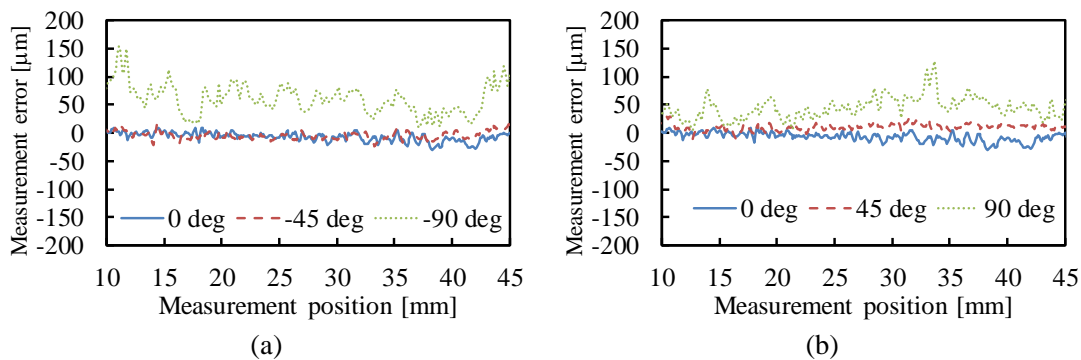 200
150
100
50
0
-50
-100
-150
-200
Measurement error [μm]
0 deg -45 deg -90 deg
10 15 20 25 30 35 40 45
Measurement position [mm]
(a)
200
150
100
50
0
-50
-100
-150
-200
Measurement error [μm]
0 deg 45 deg 90 deg
10 15 20 25 30 35 40 45
Measurement position [mm]
(b)